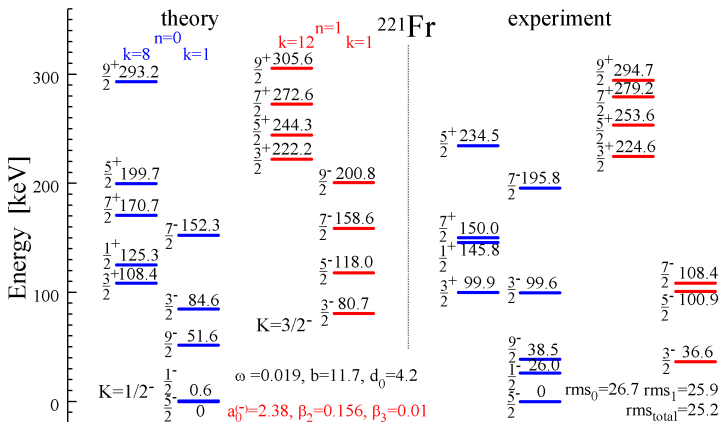 theory
²²¹Fr
experiment
n=0
n=1
k=8 k=1
k=12 k=1
Energy [keV]
300
200
100
0
9/2⁺ 293.2
5/2⁺ 199.7
7/2⁺ 170.7
1/2⁺ 125.3
3/2⁺ 108.4
7/2⁻ 152.3
3/2⁻ 84.6
9/2⁻ 51.6
1/2⁻ 0.6
5/2⁻ 0
K=1/2⁻
9/2⁺ 305.6
7/2⁺ 272.6
5/2⁺ 244.3
3/2⁺ 222.2
9/2⁻ 200.8
7/2⁻ 158.6
5/2⁻ 118.0
3/2⁻ 80.7
K=3/2⁻
ω =0.019, b=11.7, d₀=4.2
a₀⁽⁻⁾=2.38, β₂=0.156, β₃=0.01
5/2⁺ 234.5
7/2⁺ 150.0
1/2⁺ 145.8
3/2⁺ 99.9
7/2⁻ 195.8
3/2⁻ 99.6
9/2⁻ 38.5
1/2⁻ 26.0
5/2⁻ 0
9/2⁺ 294.7
7/2⁺ 279.2
5/2⁺ 253.6
3/2⁺ 224.6
7/2⁻ 108.4
5/2⁻ 100.9
3/2⁻ 36.6
rms₀=26.7 rms₁=25.9
rms_total=25.2